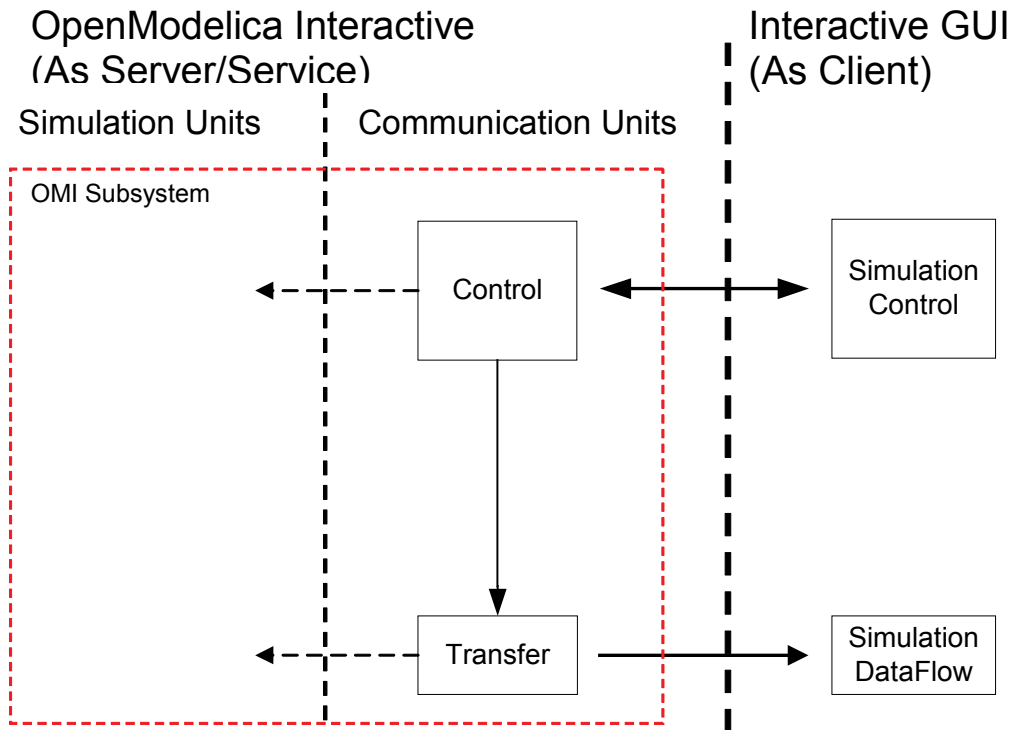 OpenModelica Interactive
(As Server/Service)
Interactive GUI
(As Client)
Simulation Units
Communication Units
OMI Subsystem
Control
Simulation
Control
Transfer
Simulation
DataFlow